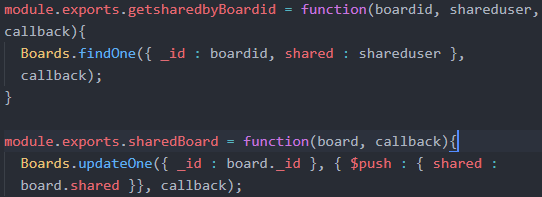 module.exports.getsharedbyBoardid = function(boardid, shareduser,
callback){
  Boards.findOne({ _id : boardid, shared : shareduser },
  callback);
}

module.exports.sharedBoard = function(board, callback){
  Boards.updateOne({ _id : board._id }, { $push : { shared :
  board.shared }}, callback);